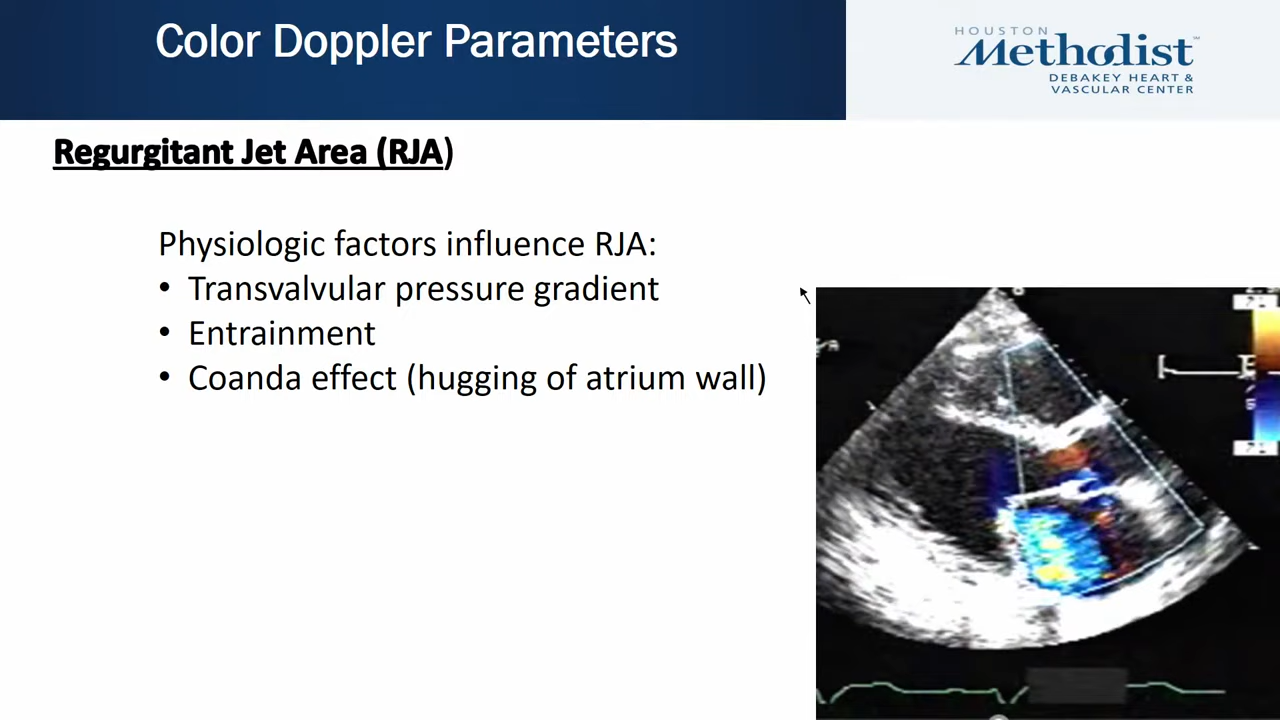 Color Doppler Parameters
HOUSTON
Methodist
DEBAKEY HEART &
VASCULAR CENTER
Regurgitant Jet Area (RJA)
Physiologic factors influence RJA:
• Transvalvular pressure gradient
• Entrainment
• Coanda effect (hugging of atrium wall)